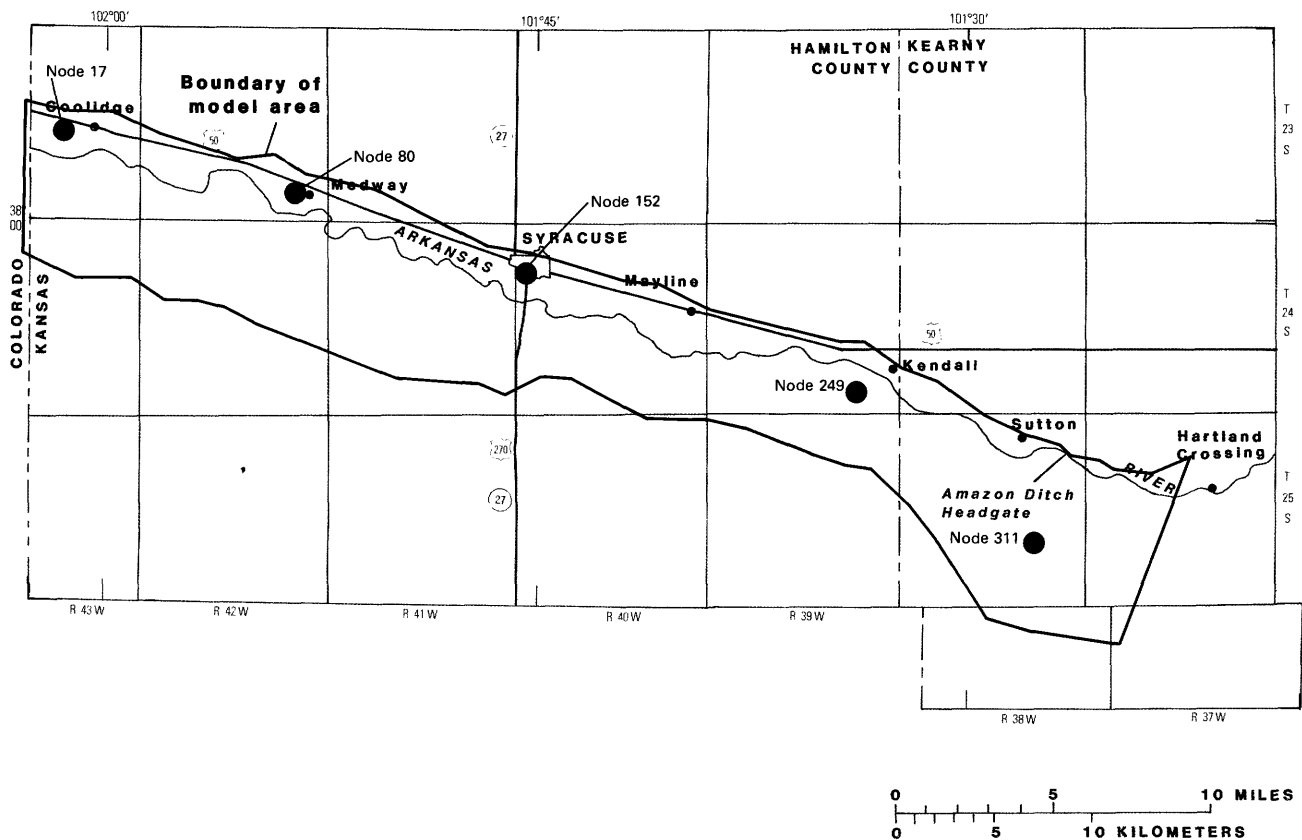 102°00'
101°45'
101°30'
HAMILTON
COUNTY
KEARNY
COUNTY
Node 17
Coolidge
Boundary of
model area
50
27
T
23
S
Node 80
Medway
38
00
Node 152
SYRACUSE
ARKANSAS
Mayline
COLORADO
KANSAS
T
24
S
50
Kendall
Node 249
Sutton
Hartland
Crossing
RIVER
270
27
Amazon Ditch
Headgate
T
25
S
Node 311
R 43 W
R 42 W
R 41 W
R 40 W
R 39 W
R 38 W
R 37 W
0 5 10 MILES
0 5 10 KILOMETERS